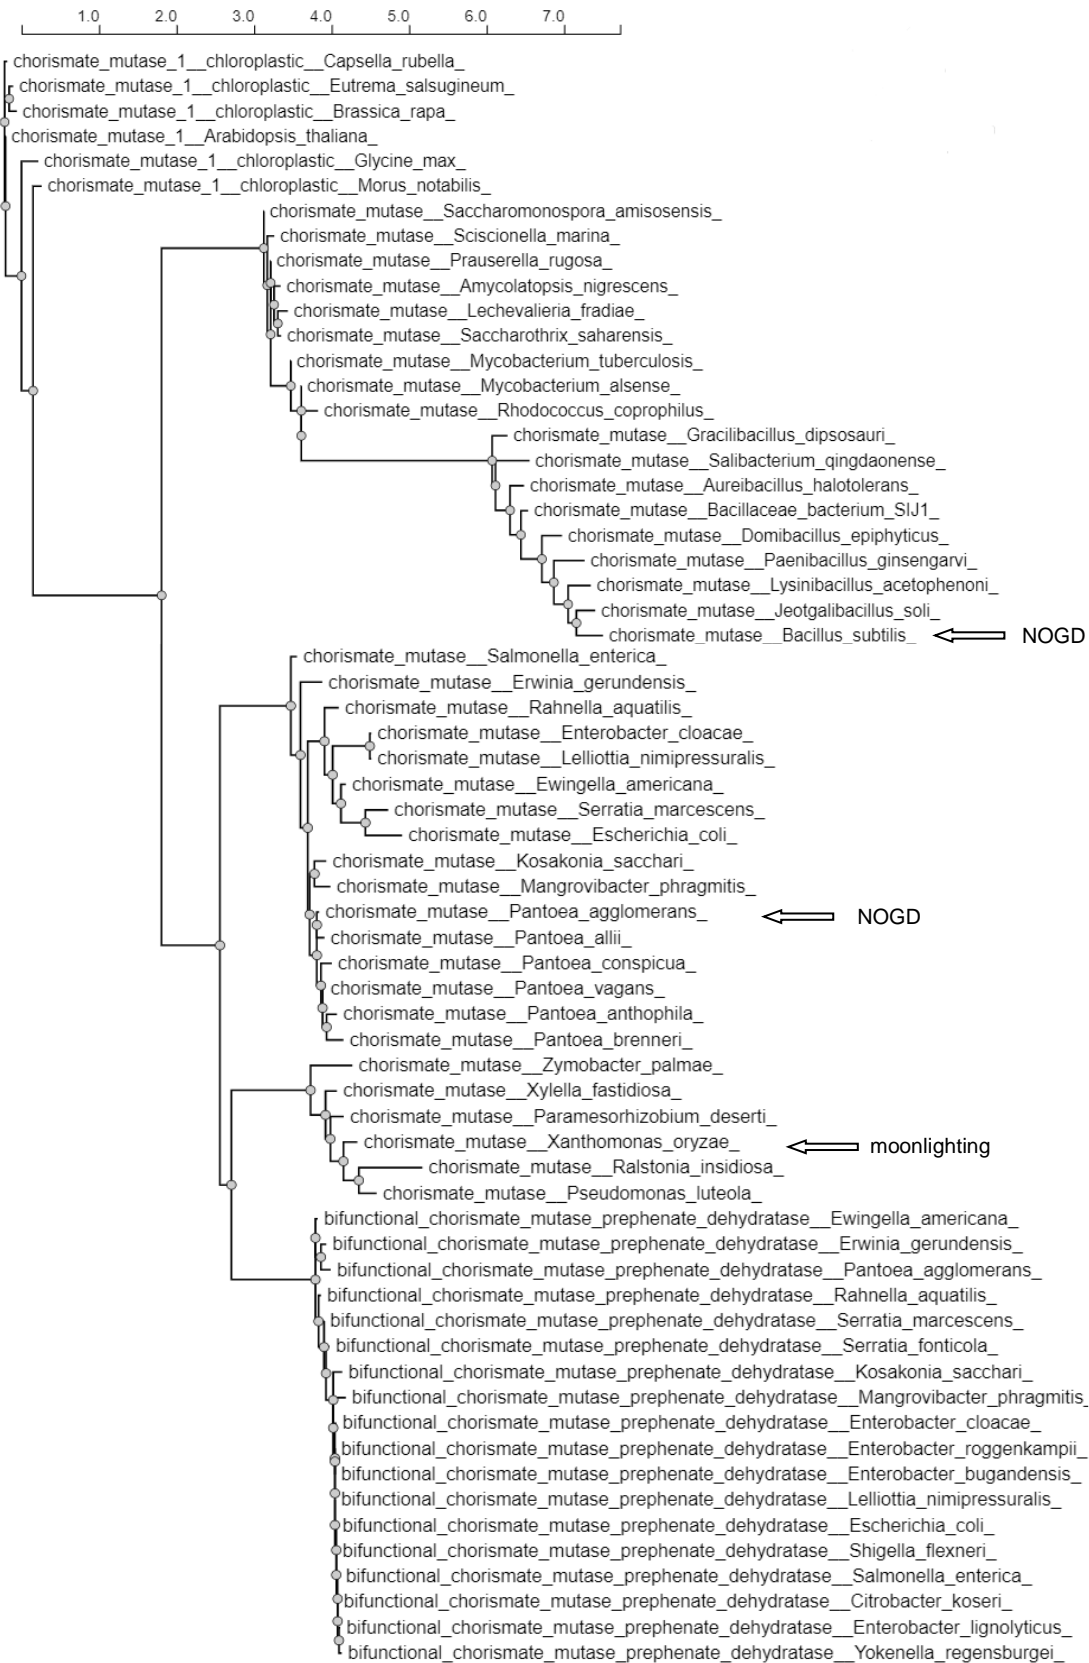 1.0 2.0 3.0 4.0 5.0 6.0 7.0
chorismate_mutase_1__chloroplastic__Capsella_rubella_
chorismate_mutase_1__chloroplastic__Eutrema_salsugineum_
chorismate_mutase_1__chloroplastic__Brassica_rapa_
chorismate_mutase_1__Arabidopsis_thaliana_
chorismate_mutase_1__chloroplastic__Glycine_max_
chorismate_mutase_1__chloroplastic__Morus_notabilis_
chorismate_mutase__Saccharomonospora_amisosensis_
chorismate_mutase__Sciscionella_marina_
chorismate_mutase__Prauserella_rugosa_
chorismate_mutase__Amycolatopsis_nigrescens_
chorismate_mutase__Lechevalieria_fradiae_
chorismate_mutase__Saccharothrix_saharensis_
chorismate_mutase__Mycobacterium_tuberculosis_
chorismate_mutase__Mycobacterium_alsense_
chorismate_mutase__Rhodococcus_coprophilus_
chorismate_mutase__Gracilibacillus_dipsosauri_
chorismate_mutase__Salibacterium_qingdaonense_
chorismate_mutase__Aureibacillus_halotolerans_
chorismate_mutase__Bacillaceae_bacterium_SIJ1_
chorismate_mutase__Domibacillus_epiphyticus_
chorismate_mutase__Paenibacillus_ginsengarvi_
chorismate_mutase__Lysinibacillus_acetophenoni_
chorismate_mutase__Jeotgalibacillus_soli_
chorismate_mutase__Bacillus_subtilis_ NOGD
chorismate_mutase__Salmonella_enterica_
chorismate_mutase__Erwinia_gerundensis_
chorismate_mutase__Rahnella_aquatilis_
chorismate_mutase__Enterobacter_cloacae_
chorismate_mutase__Lelliottia_nimipressuralis_
chorismate_mutase__Ewingella_americana_
chorismate_mutase__Serratia_marcescens_
chorismate_mutase__Escherichia_coli_
chorismate_mutase__Kosakonia_sacchari_
chorismate_mutase__Mangrovibacter_phragmitis_
chorismate_mutase__Pantoea_agglomerans_ NOGD
chorismate_mutase__Pantoea_allii_
chorismate_mutase__Pantoea_conspicua_
chorismate_mutase__Pantoea_vagans_
chorismate_mutase__Pantoea_anthophila_
chorismate_mutase__Pantoea_brenneri_
chorismate_mutase__Zymobacter_palmae_
chorismate_mutase__Xylella_fastidiosa_
chorismate_mutase__Paramesorhizobium_deserti_
chorismate_mutase__Xanthomonas_oryzae_ moonlighting
chorismate_mutase__Ralstonia_insidiosa_
chorismate_mutase__Pseudomonas_luteola_
bifunctional_chorismate_mutase_prephenate_dehydratase__Ewingella_americana_
bifunctional_chorismate_mutase_prephenate_dehydratase__Erwinia_gerundensis_
bifunctional_chorismate_mutase_prephenate_dehydratase__Pantoea_agglomerans_
bifunctional_chorismate_mutase_prephenate_dehydratase__Rahnella_aquatilis_
bifunctional_chorismate_mutase_prephenate_dehydratase__Serratia_marcescens_
bifunctional_chorismate_mutase_prephenate_dehydratase__Serratia_fonticola_
bifunctional_chorismate_mutase_prephenate_dehydratase__Kosakonia_sacchari_
bifunctional_chorismate_mutase_prephenate_dehydratase__Mangrovibacter_phragmitis_
bifunctional_chorismate_mutase_prephenate_dehydratase__Enterobacter_cloacae_
bifunctional_chorismate_mutase_prephenate_dehydratase__Enterobacter_roggenkampii_
bifunctional_chorismate_mutase_prephenate_dehydratase__Enterobacter_bugandensis_
bifunctional_chorismate_mutase_prephenate_dehydratase__Lelliottia_nimipressuralis_
bifunctional_chorismate_mutase_prephenate_dehydratase__Escherichia_coli_
bifunctional_chorismate_mutase_prephenate_dehydratase__Shigella_flexneri_
bifunctional_chorismate_mutase_prephenate_dehydratase__Salmonella_enterica_
bifunctional_chorismate_mutase_prephenate_dehydratase__Citrobacter_koseri_
bifunctional_chorismate_mutase_prephenate_dehydratase__Enterobacter_lignolyticus_
bifunctional_chorismate_mutase_prephenate_dehydratase__Yokenella_regensburgei_